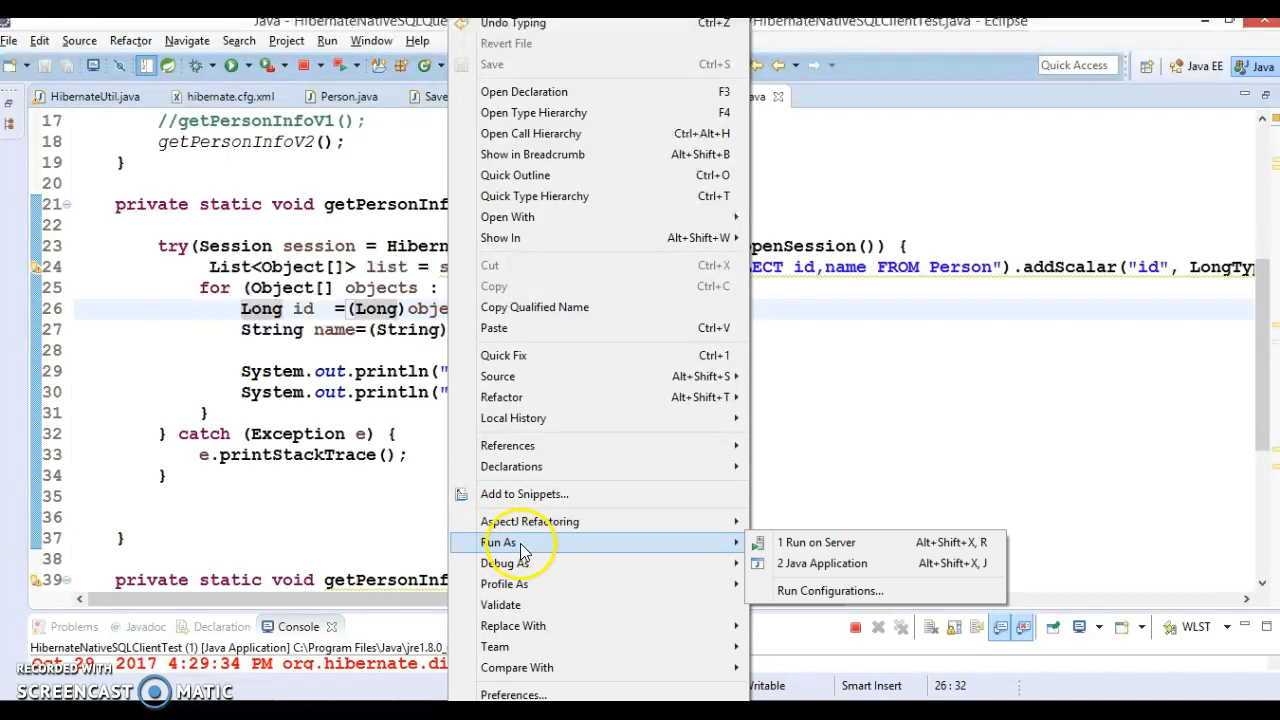 Java - HibernateNativeSQLQue
HibernateNativeSQLClientTest.java - Eclipse
File Edit Source Refactor Navigate Search Project Run Window Help
Quick Access Java EE Java
HibernateUtil.java hibernate.cfg.xml Person.java Save ava
17 //getPersonInfoV1();
18 getPersonInfoV2();
19 }
20
21 private static void getPersonInf
22
23 try(Session session = Hibern openSession()) {
24 List<Object[]> list = s ECT id,name FROM Person").addScalar("id", LongTyp
25 for (Object[] objects :
26 Long id =(Long)obje
27 String name=(String)
28
29 System.out.println("
30 System.out.println("
31 }
32 } catch (Exception e) {
33 e.printStackTrace();
34 }
35
36
37 }
38
39 private static void getPersonInf
Undo Typing Ctrl+Z
Revert File
Save Ctrl+S
Open Declaration F3
Open Type Hierarchy F4
Open Call Hierarchy Ctrl+Alt+H
Show in Breadcrumb Alt+Shift+B
Quick Outline Ctrl+O
Quick Type Hierarchy Ctrl+T
Open With
Show In Alt+Shift+W
Cut Ctrl+X
Copy Ctrl+C
Copy Qualified Name
Paste Ctrl+V
Quick Fix Ctrl+1
Source Alt+Shift+S
Refactor Alt+Shift+T
Local History
References
Declarations
Add to Snippets...
AspectJ Refactoring
Run As
Debug As
Profile As
Validate
Replace With
Team
Compare With
Preferences...
1 Run on Server Alt+Shift+X, R
2 Java Application Alt+Shift+X, J
Run Configurations...
Problems Javadoc Declaration Console WLST
HibernateNativeSQLClientTest (1) [Java Application] C:\Program Files\Java\jre1.8.0_
Oct 29, 2017 4:29:34 PM org.hibernate.di
RECORDED WITH
SCREENCAST MATIC
Writable Smart Insert 26 : 32